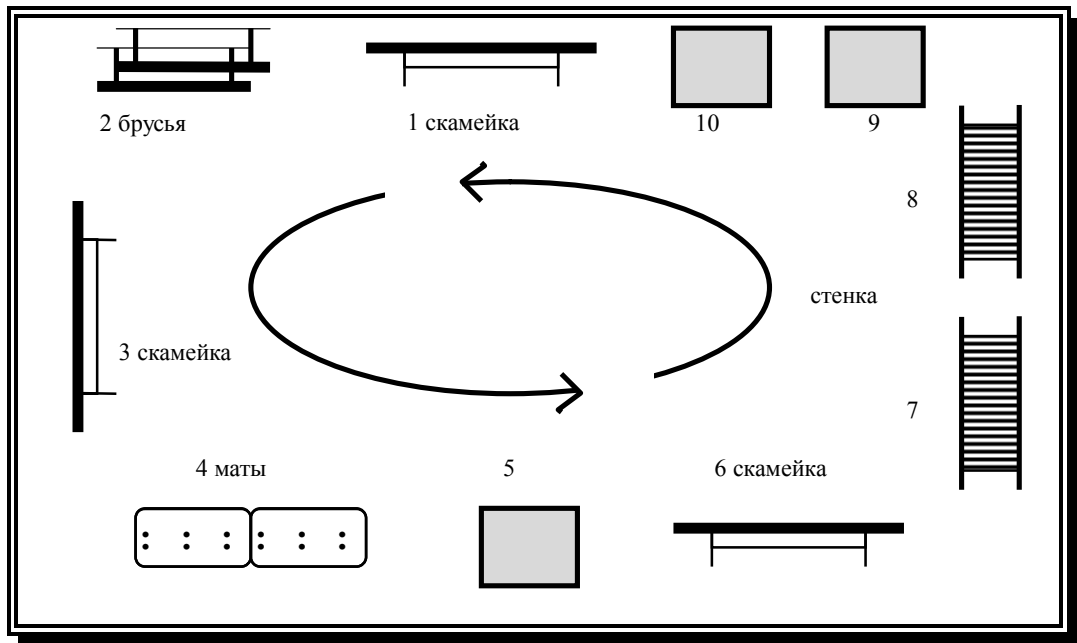 2 брусья
1 скамейка
10
9
8
стенка
3 скамейка
7
4 маты
5
6 скамейка